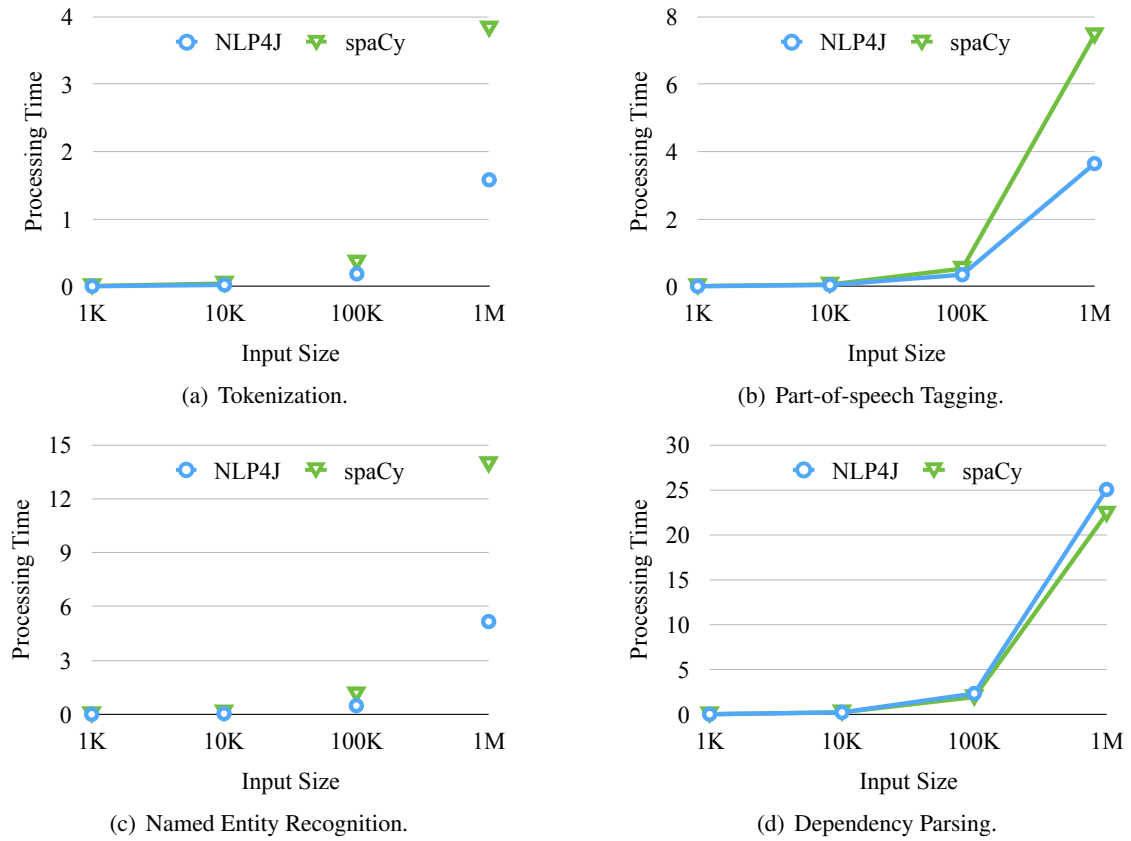 4
3
2
1
0
Processing Time
NLP4J spaCy
1K 10K 100K 1M
Input Size
(a) Tokenization.
8
6
4
2
0
Processing Time
NLP4J spaCy
1K 10K 100K 1M
Input Size
(b) Part-of-speech Tagging.
15
12
9
6
3
0
Processing Time
NLP4J spaCy
1K 10K 100K 1M
Input Size
(c) Named Entity Recognition.
30
25
20
15
10
5
0
Processing Time
NLP4J spaCy
1K 10K 100K 1M
Input Size
(d) Dependency Parsing.